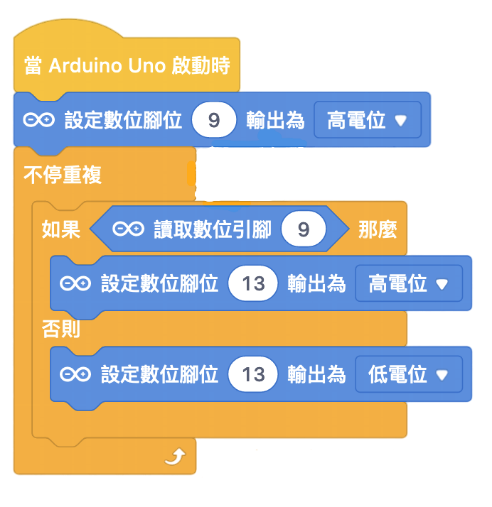 當 Arduino Uno 啟動時
設定數位腳位 9 輸出為 高電位
不停重複
如果 讀取數位引腳 9 那麼
設定數位腳位 13 輸出為 高電位
否則
設定數位腳位 13 輸出為 低電位